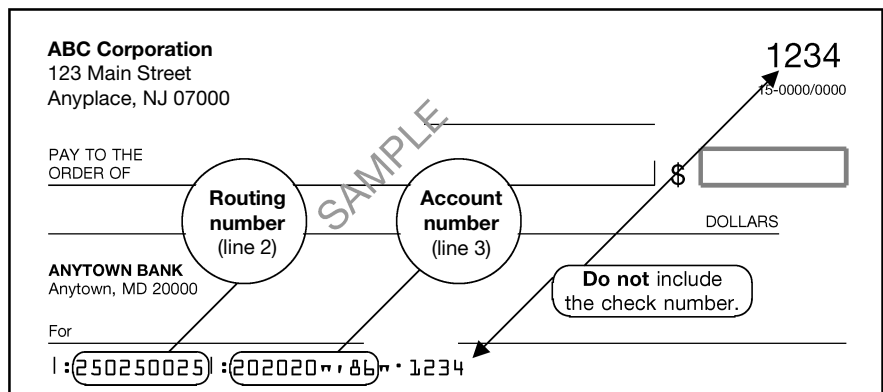 ABC Corporation
123 Main Street
Anyplace, NJ 07000
1234
15-0000/0000
SAMPLE
PAY TO THE
ORDER OF
$
Routing
number
(line 2)
Account
number
(line 3)
DOLLARS
ANYTOWN BANK
Anytown, MD 20000
Do not include
the check number.
For
|:250250025|:202020"'86"·1234